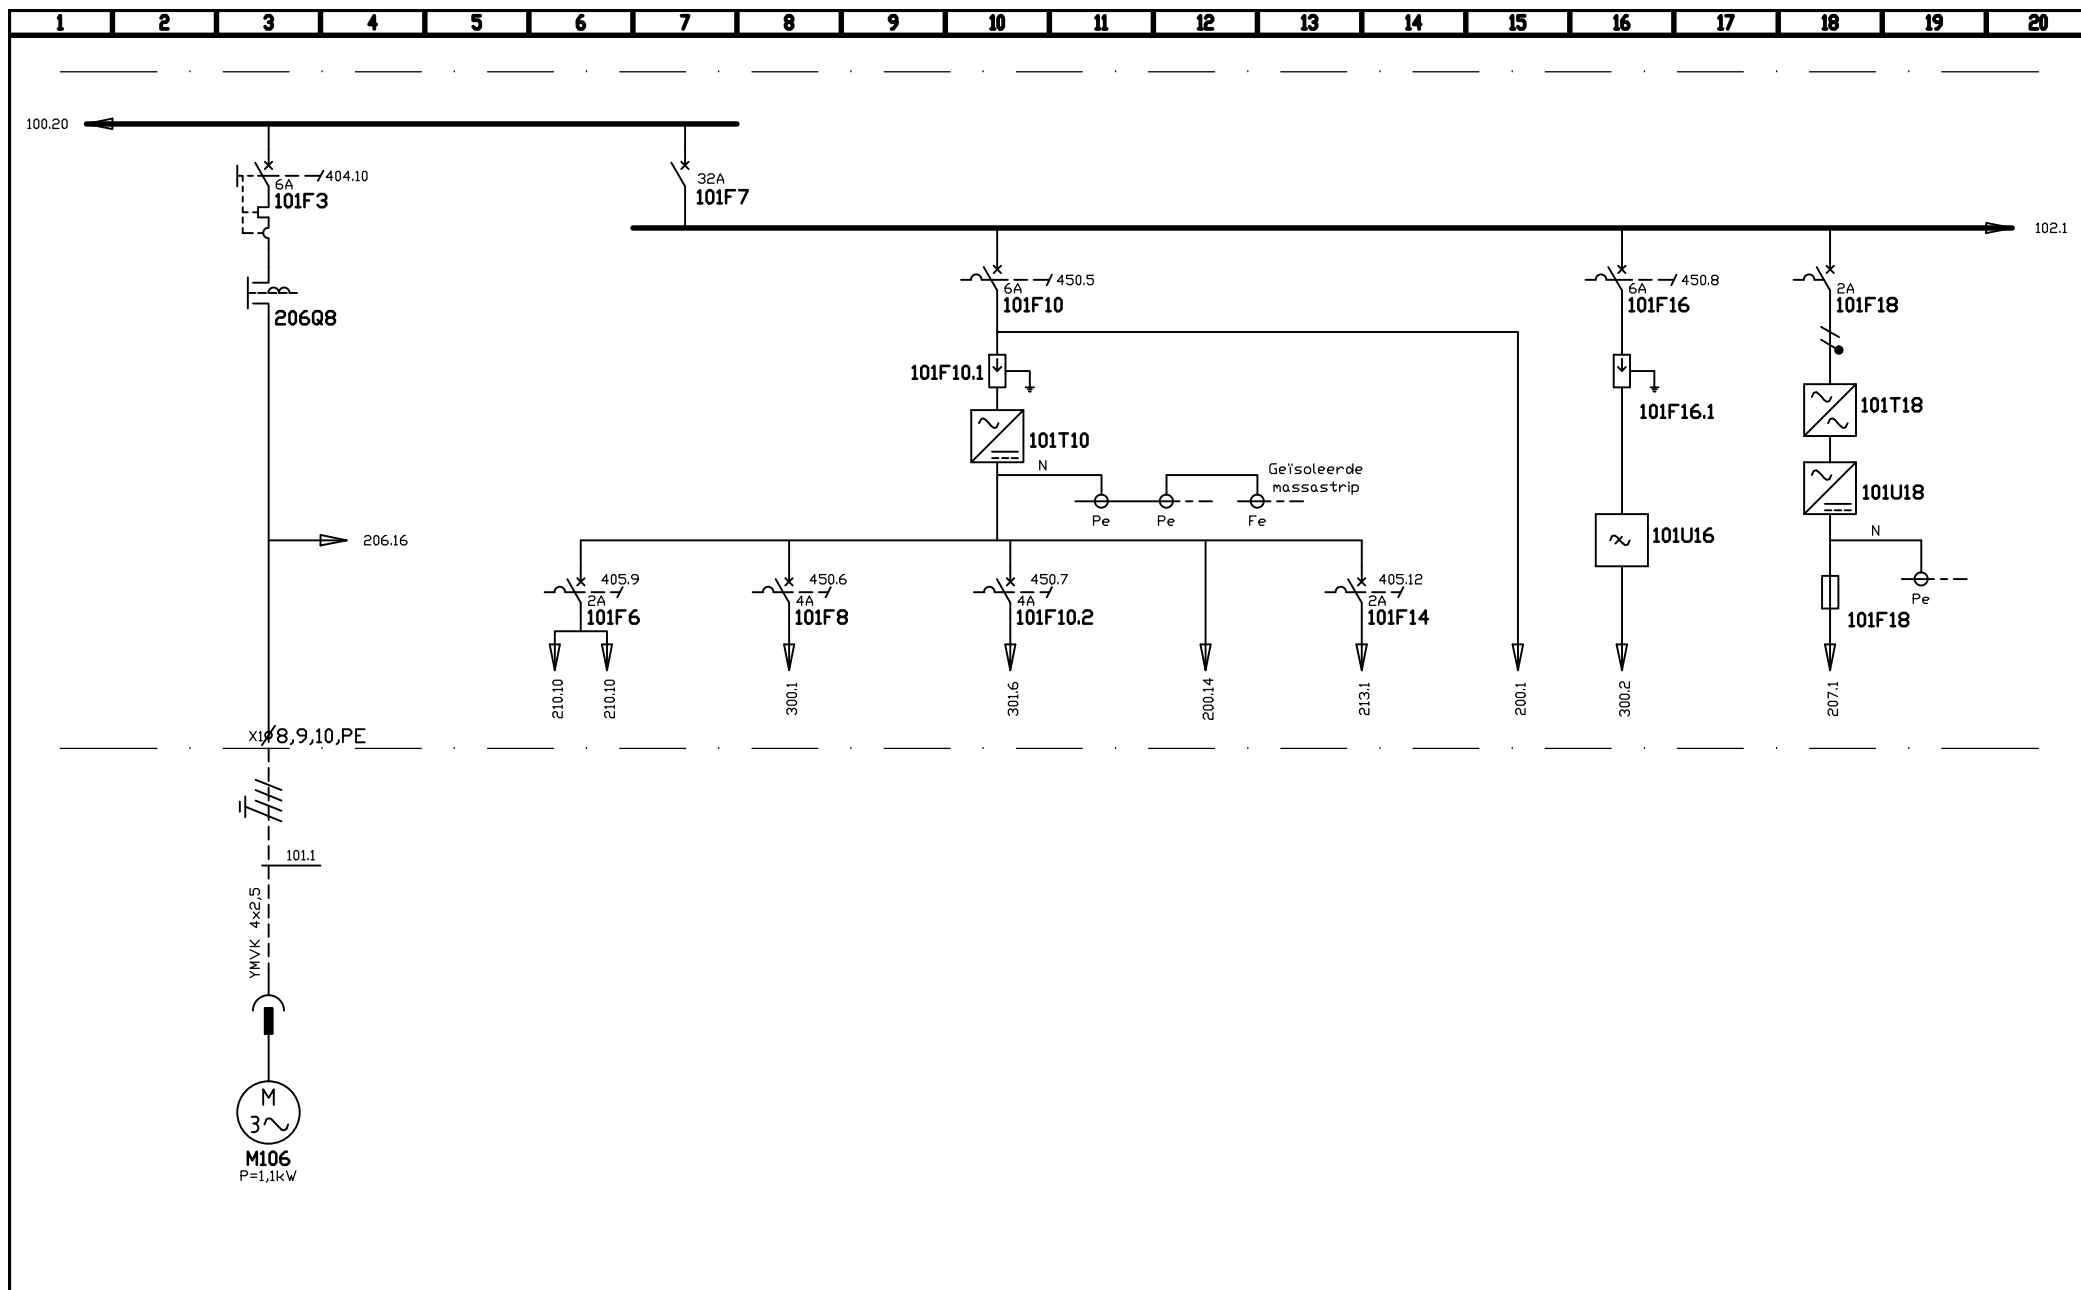 1 2 3 4 5 6 7 8 9 10 11 12 13 14 15 16 17 18 19 20
100.20
404.10
6A
101F3
32A
101F7
102.1
206Q8
450.5
6A
101F10
450.8
6A
101F16
2A
101F18
101F10.1
101F16.1
101T18
101T10
N
Geïsoleerde
massastrip
Pe
Pe
Fe
101U18
101U16
N
Pe
206.16
405.9
2A
101F6
450.6
4A
101F8
450.7
4A
101F10.2
405.12
2A
101F14
101F18
210.10
210.10
300.1
301.6
200.14
213.1
200.1
300.2
207.1
X1 8,9,10,PE
101.1
YMVK 4x2,5
M
3~
M106
P=1,1kW